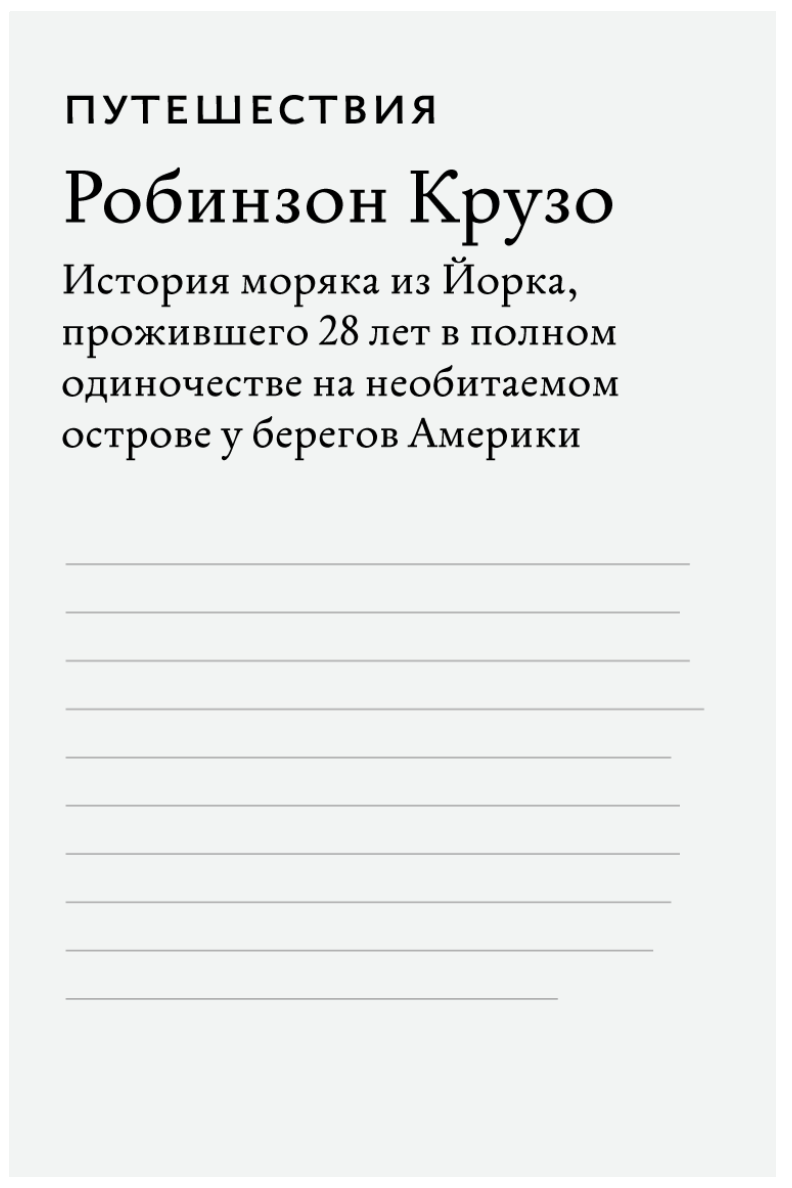 ПУТЕШЕСТВИЯ
Робинзон Крузо
История моряка из Йорка,
прожившего 28 лет в полном
одиночестве на необитаемом
острове у берегов Америки